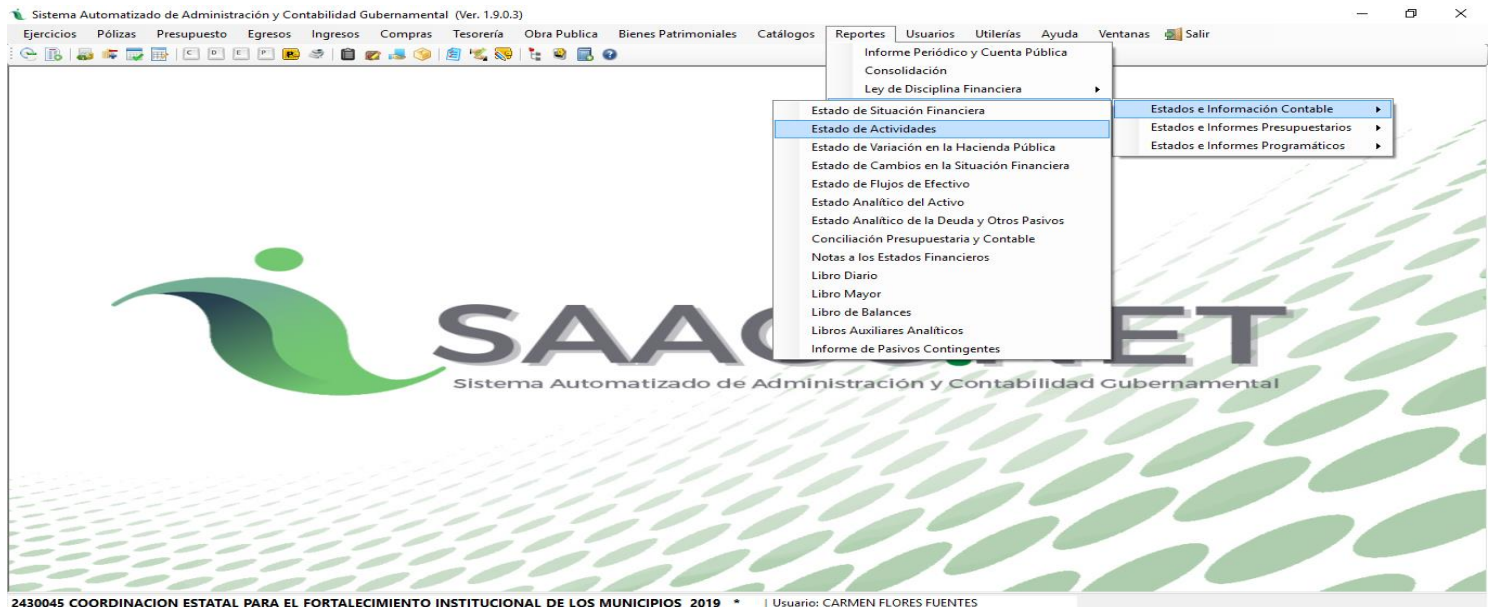 Sistema Automatizado de Administración y Contabilidad Gubernamental (Ver. 1.9.0.3)
Ejercicios Pólizas Presupuesto Egresos Ingresos Compras Tesorería Obra Publica Bienes Patrimoniales Catálogos Reportes Usuarios Utilerías Ayuda Ventanas Salir
C D E P P
Informe Periódico y Cuenta Pública
Consolidación
Ley de Disciplina Financiera
Estados e Información Contable
Estados e Informes Presupuestarios
Estados e Informes Programáticos
Estado de Situación Financiera
Estado de Actividades
Estado de Variación en la Hacienda Pública
Estado de Cambios en la Situación Financiera
Estado de Flujos de Efectivo
Estado Analítico del Activo
Estado Analítico de la Deuda y Otros Pasivos
Conciliación Presupuestaria y Contable
Notas a los Estados Financieros
Libro Diario
Libro Mayor
Libro de Balances
Libros Auxiliares Analíticos
Informe de Pasivos Contingentes
SAAC ET
Sistema Automatizado de Administración y Contabilidad Gubernamental
2430045 COORDINACION ESTATAL PARA EL FORTALECIMIENTO INSTITUCIONAL DE LOS MUNICIPIOS 2019 * | Usuario: CARMEN FLORES FUENTES